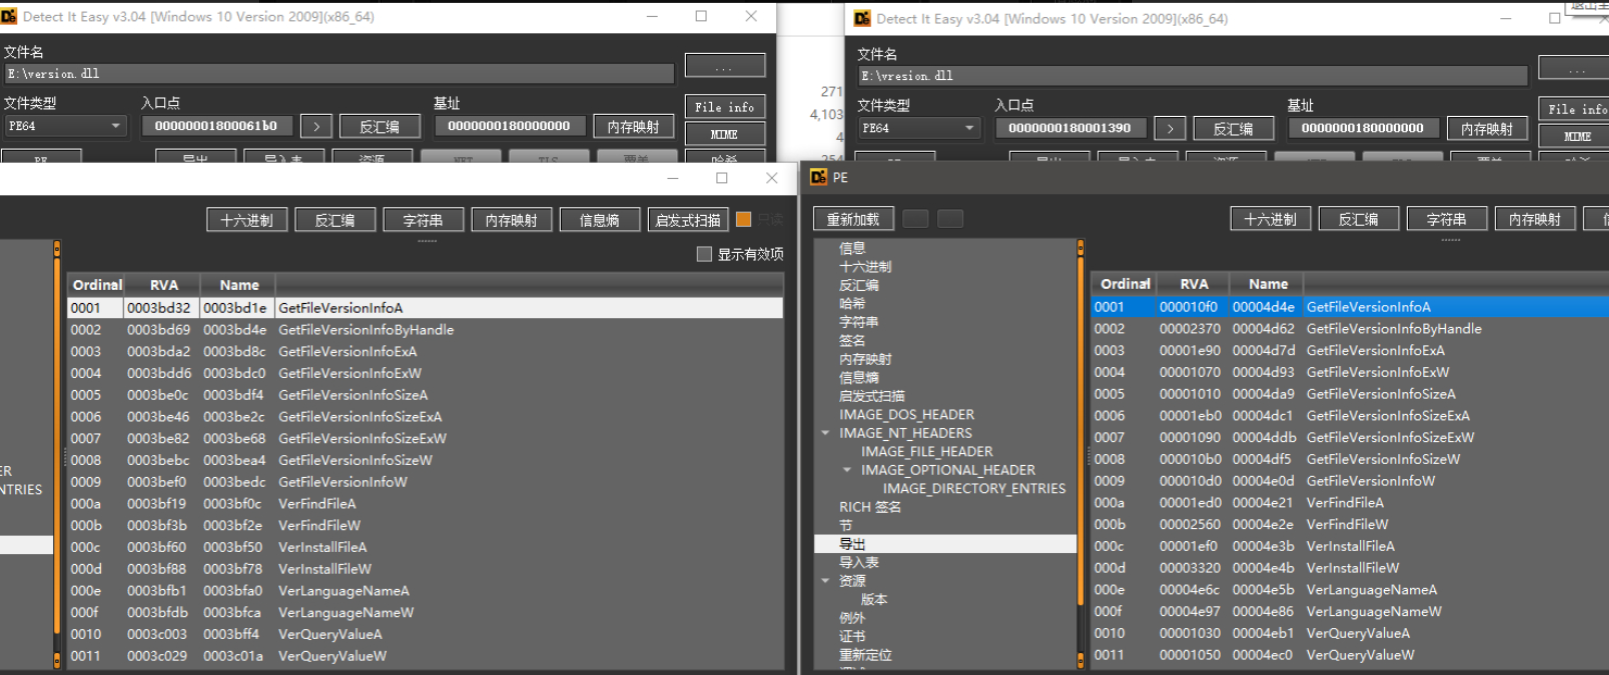 Detect It Easy v3.04 [Windows 10 Version 2009](x86_64)
文件名
E:\version.dll
...
文件类型
入口点
基址
File info
PE64
00000001800061b0
>
反汇编
0000000180000000
内存映射
MIME
十六进制
反汇编
字符串
内存映射
信息熵
启发式扫描
只读
显示有效项
ER
NTRIES
Ordinal RVA Name
0001 0003bd32 0003bd1e GetFileVersionInfoA
0002 0003bd69 0003bd4e GetFileVersionInfoByHandle
0003 0003bda2 0003bd8c GetFileVersionInfoExA
0004 0003bdd6 0003bdc0 GetFileVersionInfoExW
0005 0003be0c 0003bdf4 GetFileVersionInfoSizeA
0006 0003be46 0003be2c GetFileVersionInfoSizeExA
0007 0003be82 0003be68 GetFileVersionInfoSizeExW
0008 0003bebc 0003bea4 GetFileVersionInfoSizeW
0009 0003bef0 0003bedc GetFileVersionInfoW
000a 0003bf19 0003bf0c VerFindFileA
000b 0003bf3b 0003bf2e VerFindFileW
000c 0003bf60 0003bf50 VerInstallFileA
000d 0003bf88 0003bf78 VerInstallFileW
000e 0003bfb1 0003bfa0 VerLanguageNameA
000f 0003bfdb 0003bfca VerLanguageNameW
0010 0003c003 0003bff4 VerQueryValueA
0011 0003c029 0003c01a VerQueryValueW
271
4,103
4
254
Detect It Easy v3.04 [Windows 10 Version 2009](x86_64)
文件名
E:\vresion.dll
...
文件类型
入口点
基址
File info
PE64
0000000180001390
>
反汇编
0000000180000000
内存映射
MIME
PE
重新加载
十六进制
反汇编
字符串
内存映射
信息
十六进制
反汇编
哈希
字符串
签名
内存映射
信息熵
启发式扫描
IMAGE_DOS_HEADER
IMAGE_NT_HEADERS
IMAGE_FILE_HEADER
IMAGE_OPTIONAL_HEADER
IMAGE_DIRECTORY_ENTRIES
RICH 签名
节
导出
导入表
资源
版本
例外
证书
重新定位
Ordinal RVA Name
0001 000010f0 00004d4e GetFileVersionInfoA
0002 00002370 00004d62 GetFileVersionInfoByHandle
0003 00001e90 00004d7d GetFileVersionInfoExA
0004 00001070 00004d93 GetFileVersionInfoExW
0005 00001010 00004da9 GetFileVersionInfoSizeA
0006 00001eb0 00004dc1 GetFileVersionInfoSizeExA
0007 00001090 00004ddb GetFileVersionInfoSizeExW
0008 000010b0 00004df5 GetFileVersionInfoSizeW
0009 000010d0 00004e0d GetFileVersionInfoW
000a 00001ed0 00004e21 VerFindFileA
000b 00002560 00004e2e VerFindFileW
000c 00001ef0 00004e3b VerInstallFileA
000d 00003320 00004e4b VerInstallFileW
000e 00004e6c 00004e5b VerLanguageNameA
000f 00004e97 00004e86 VerLanguageNameW
0010 00001030 00004eb1 VerQueryValueA
0011 00001050 00004ec0 VerQueryValueW